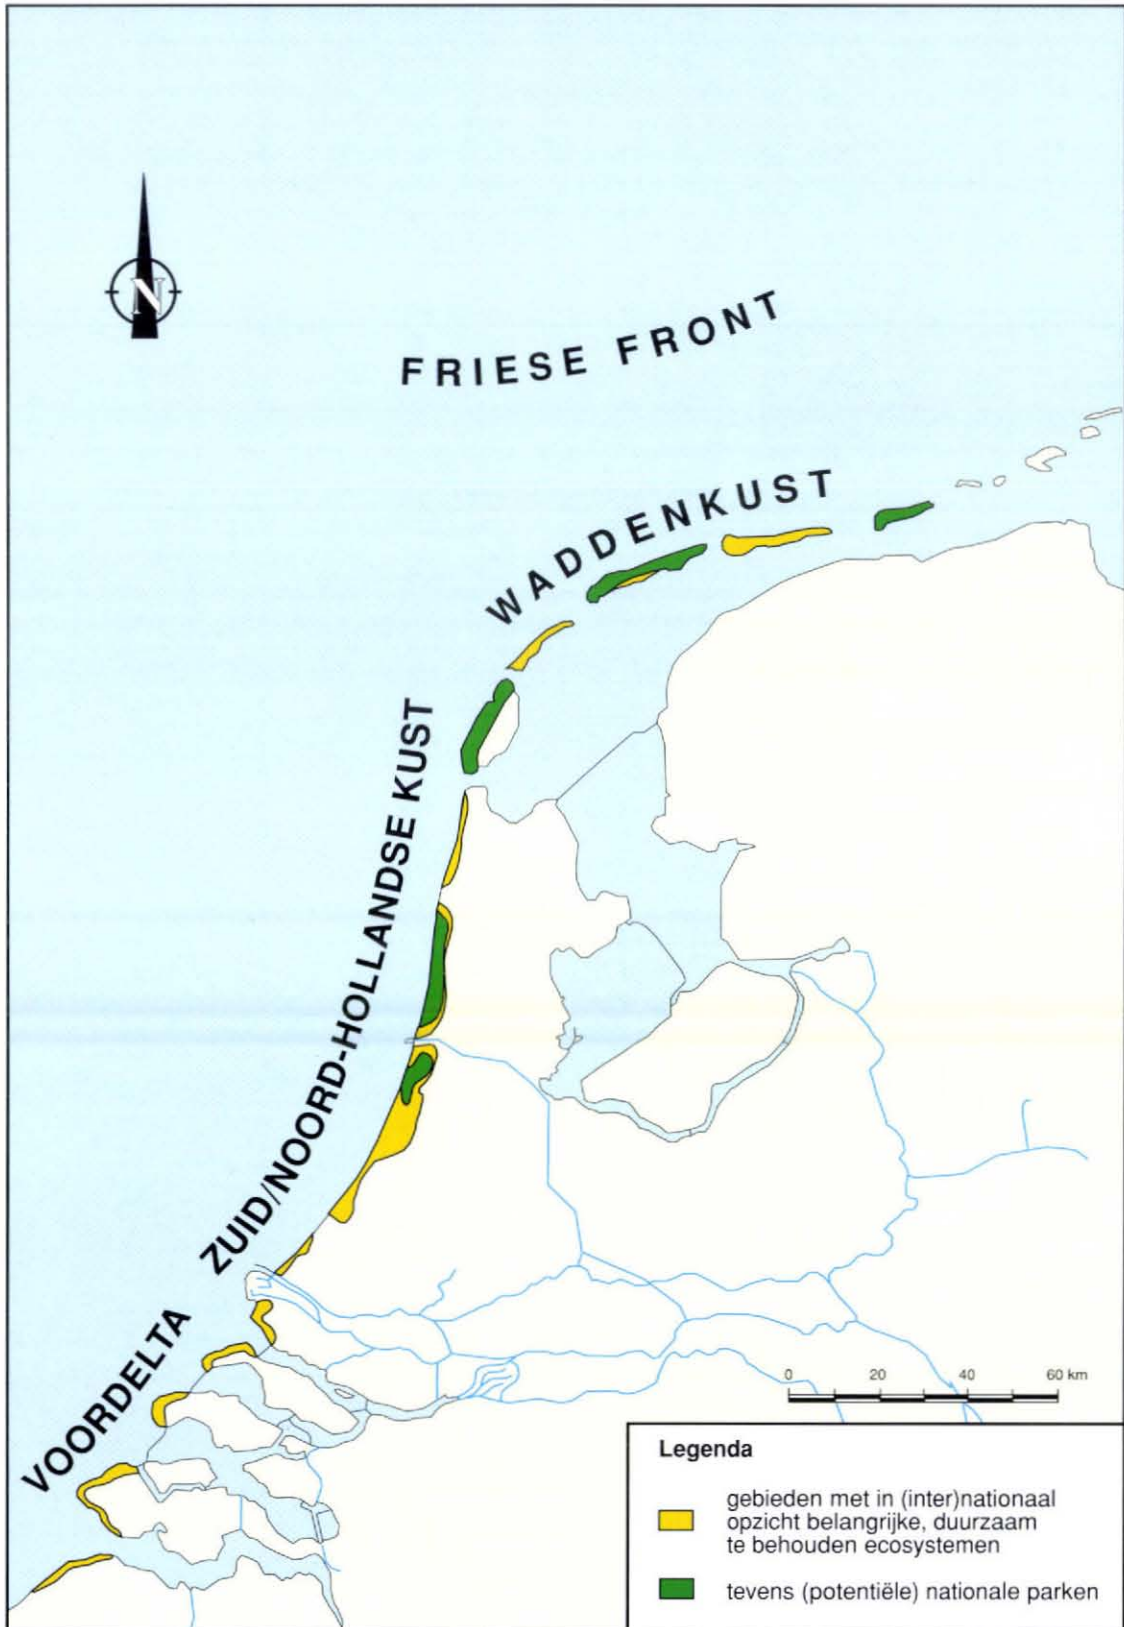 N
FRIESE FRONT
WADDENKUST
ZUID/NOORD-HOLLANDSE KUST
VOORDELTA
0 20 40 60 km
Legenda
gebieden met in (inter)nationaal
opzicht belangrijke, duurzaam
te behouden ecosystemen
tevens (potentiële) nationale parken